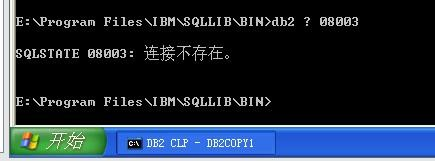 E:\Program Files\IBM\SQLLIB\BIN>db2 ? 08003
SQLSTATE 08003: 连接不存在。
E:\Program Files\IBM\SQLLIB\BIN>
开始
DB2 CLP - DB2COPY1